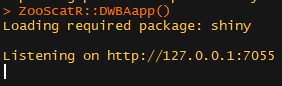 > ZooScatR::DWBAapp()
Loading required package: shiny
Listening on http://127.0.0.1:7055